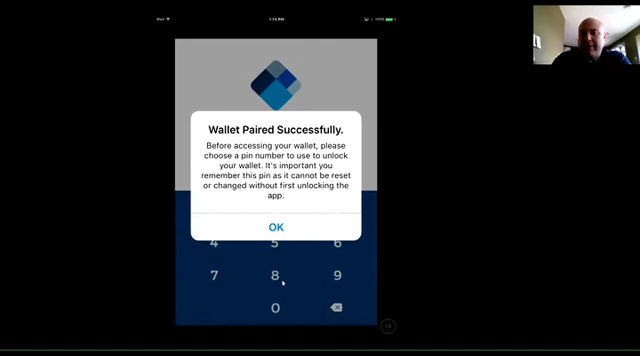 Wallet Paired Successfully.
Before accessing your wallet, please
choose a pin number to use to unlock
your wallet. It's important you
remember this pin as it cannot be reset
or changed without first unlocking the
app.
OK
4 5 6
7 8 9
0